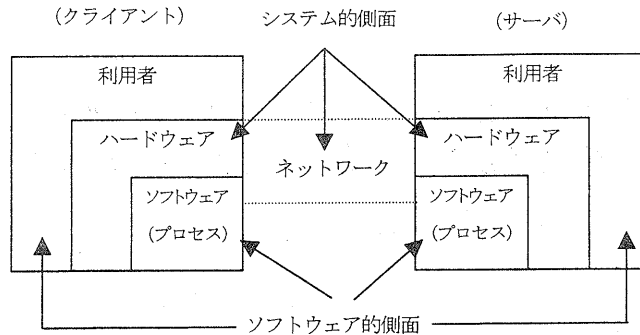 (クライアント)
システム的側面
(サーバ)
利用者
利用者
ハードウェア
ハードウェア
ネットワーク
ソフトウェア
(プロセス)
ソフトウェア
(プロセス)
ソフトウェア的側面